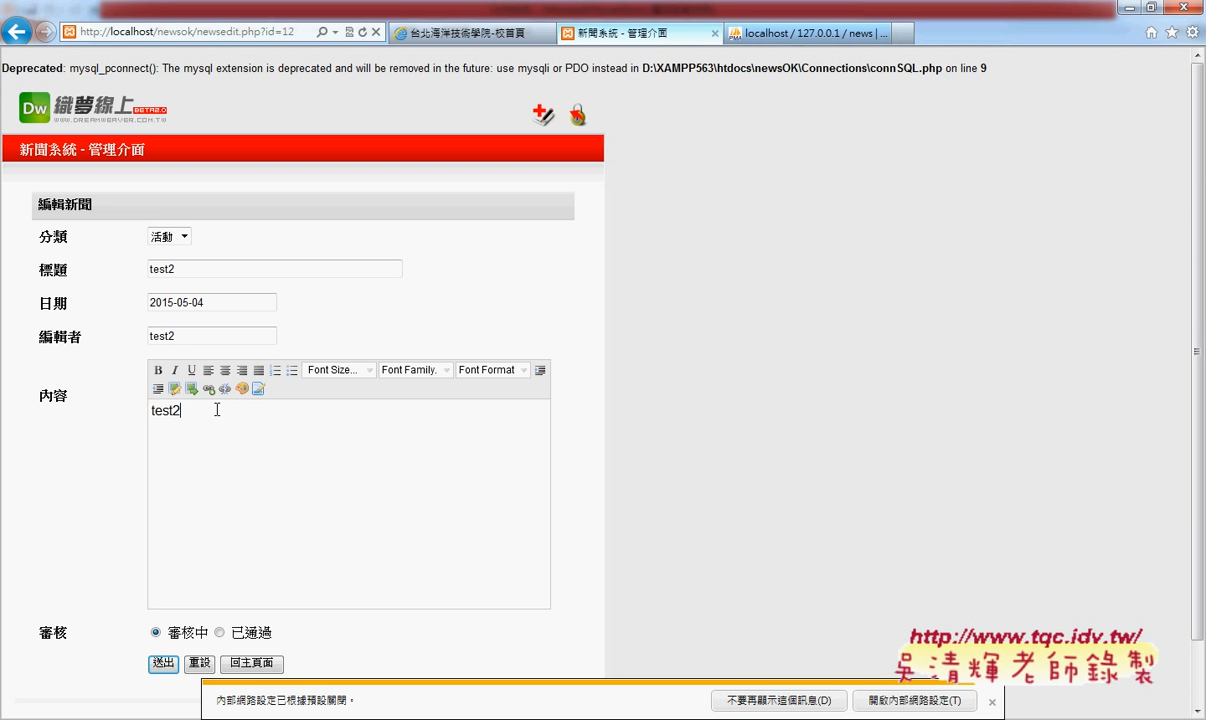 http://localhost/newsok/newsedit.php?id=12
台北海洋技術學院-校首頁
新聞系統 - 管理介面
localhost / 127.0.0.1 / news | ...
Deprecated: mysql_pconnect(): The mysql extension is deprecated and will be removed in the future: use mysqli or PDO instead in D:\XAMPP563\htdocs\newsOK\Connections\connSQL.php on line 9
Dw 織夢線上 BETA2.0
WWW.DREAMWEAVER.COM.TW
新聞系統 - 管理介面
編輯新聞
分類 活動
標題 test2
日期 2015-05-04
編輯者 test2
B I U Font Size... Font Family. Font Format
內容
test2
審核 審核中 已通過
送出 重設 回主頁面
http://www.tqc.idv.tw/
吳清輝老師錄製
內部網路設定已根據預設關閉。 不要再顯示這個訊息(D) 開啟內部網路設定(T)